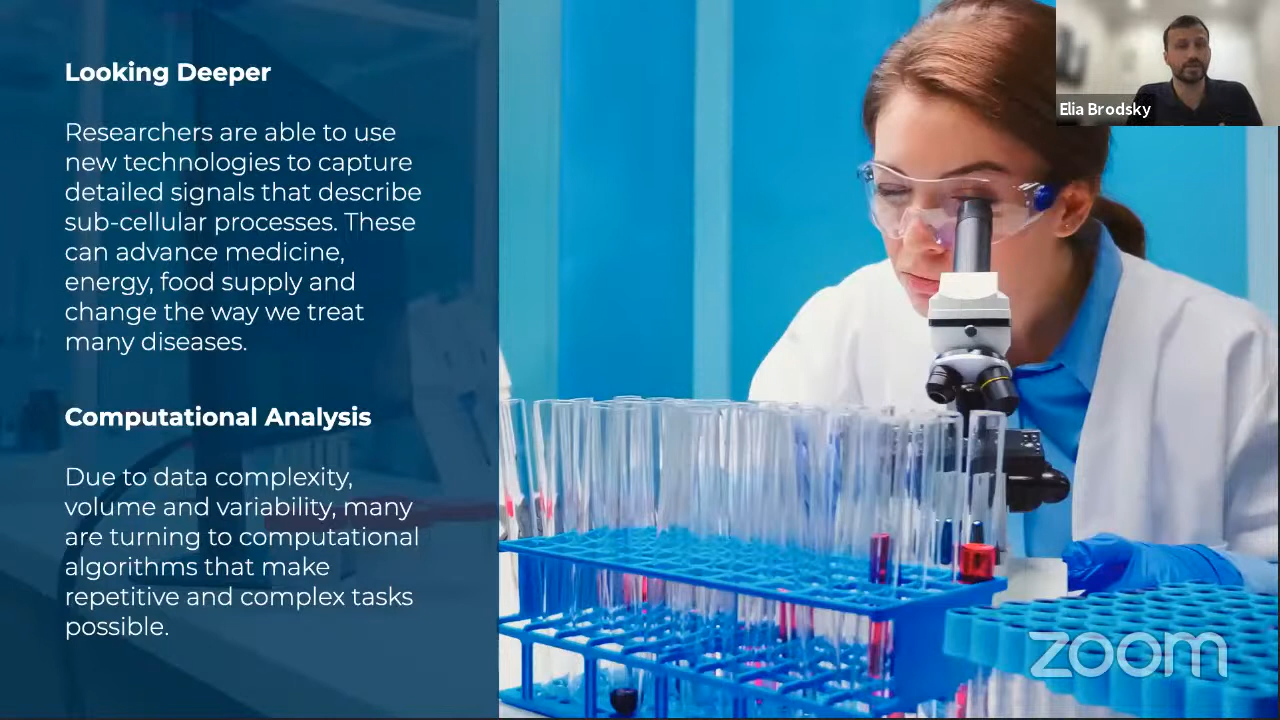 Looking Deeper
Researchers are able to use
new technologies to capture
detailed signals that describe
sub-cellular processes. These
can advance medicine,
energy, food supply and
change the way we treat
many diseases.
Computational Analysis
Due to data complexity,
volume and variability, many
are turning to computational
algorithms that make
repetitive and complex tasks
possible.
Elia Brodsky
zoom